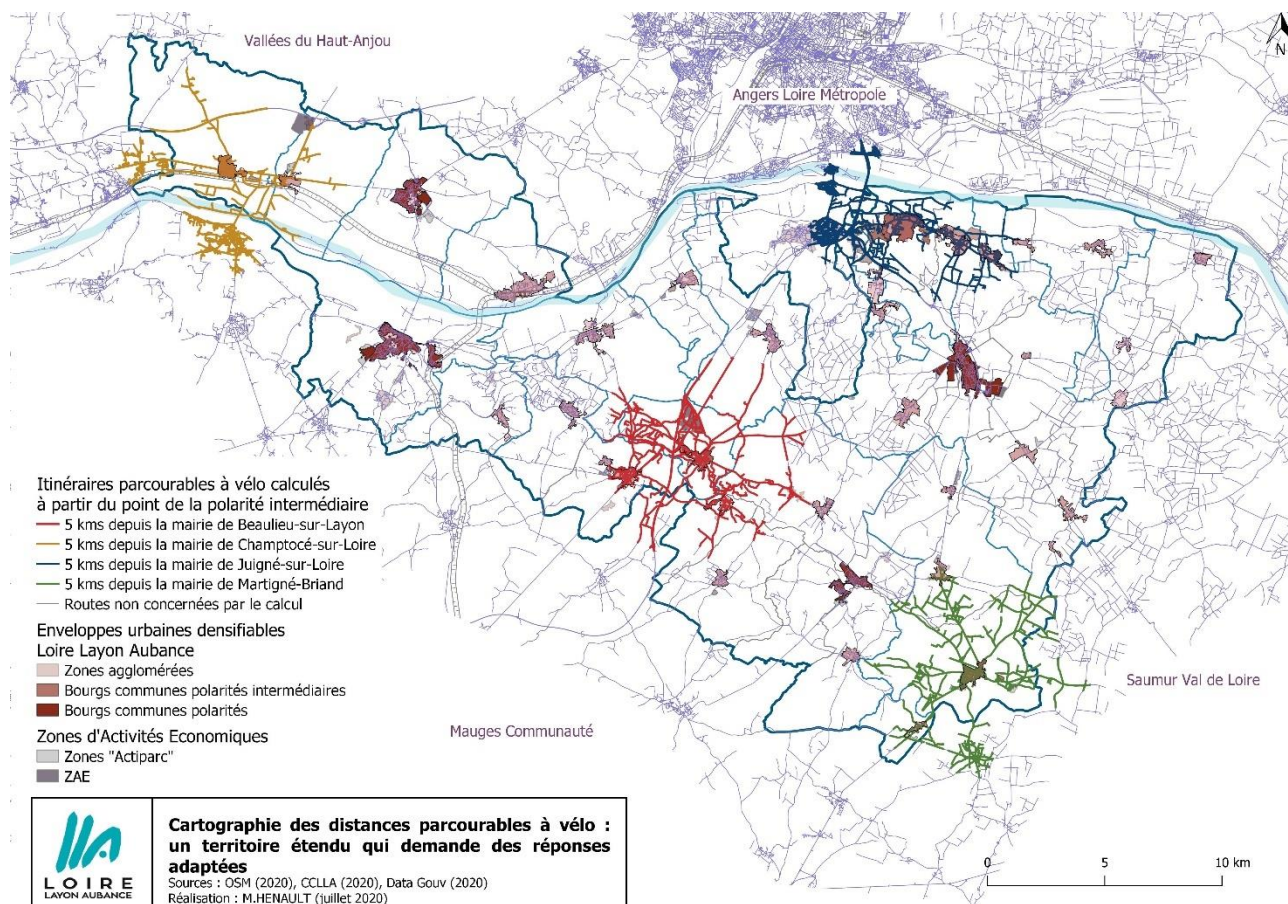 Vallées du Haut-Anjou
Angers Loire Métropole
N
Itinéraires parcourables à vélo calculés
à partir du point de la polarité intermédiaire
5 kms depuis la mairie de Beaulieu-sur-Layon
5 kms depuis la mairie de Champtocé-sur-Loire
5 kms depuis la mairie de Juigné-sur-Loire
5 kms depuis la mairie de Martigné-Briand
Routes non concernées par le calcul
Enveloppes urbaines densifiables
Loire Layon Aubance
Zones agglomérées
Bourgs communes polarités intermédiaires
Bourgs communes polarités
Zones d'Activités Economiques
Zones "Actiparc"
ZAE
Mauges Communauté
Saumur Val de Loire
LOIRE
LAYON AUBANCE
Cartographie des distances parcourables à vélo :
un territoire étendu qui demande des réponses
adaptées
Sources : OSM (2020), CCLLA (2020), Data Gouv (2020)
Réalisation : M.HENAULT (juillet 2020)
0 5 10 km